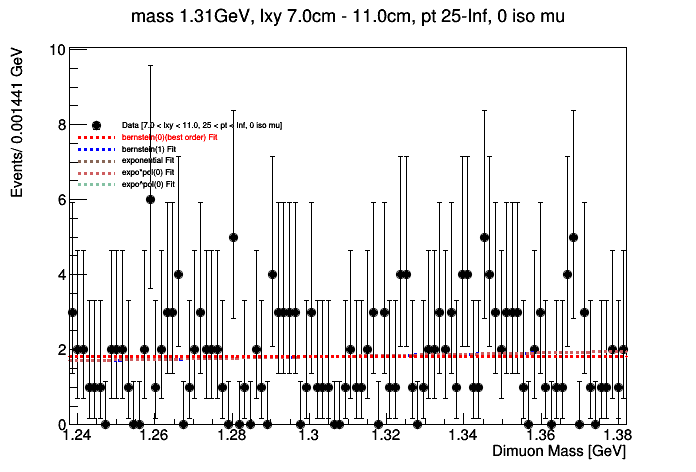 mass 1.31GeV, lxy 7.0cm - 11.0cm, pt 25-Inf, 0 iso mu
Events/ 0.001441 GeV
10
8
6
4
2
0
Data [7.0 < lxy < 11.0, 25 < pt < Inf, 0 iso mu]
bernstein(0)(best order) Fit
bernstein(1) Fit
exponential Fit
expo*pol(0) Fit
expo^pol(0) Fit
1.24 1.26 1.28 1.3 1.32 1.34 1.36 1.38
Dimuon Mass [GeV]